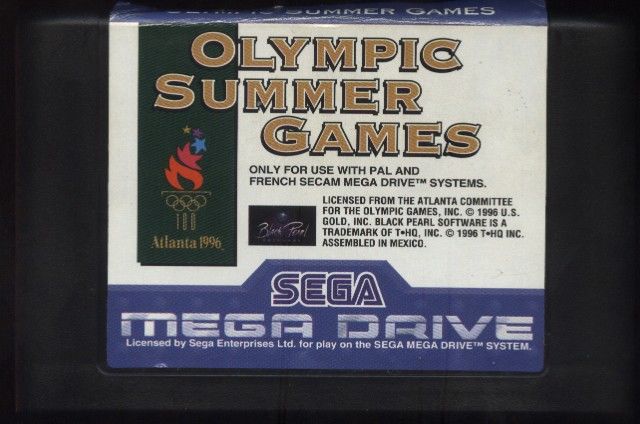 OLYMPIC SUMMER GAMES
OLYMPIC
SUMMER
GAMES
ONLY FOR USE WITH PAL AND
FRENCH SECAM MEGA DRIVE™ SYSTEMS.
LICENSED FROM THE ATLANTA COMMITTEE
FOR THE OLYMPIC GAMES, INC. © 1996 U.S.
GOLD, INC. BLACK PEARL SOFTWARE IS A
TRADEMARK OF T•HQ, INC. © 1996 T•HQ INC.
ASSEMBLED IN MEXICO.
100
Atlanta 1996
Black Pearl
SEGA
MEGA DRIVE
Licensed by Sega Enterprises Ltd. for play on the SEGA MEGA DRIVE™ SYSTEM.